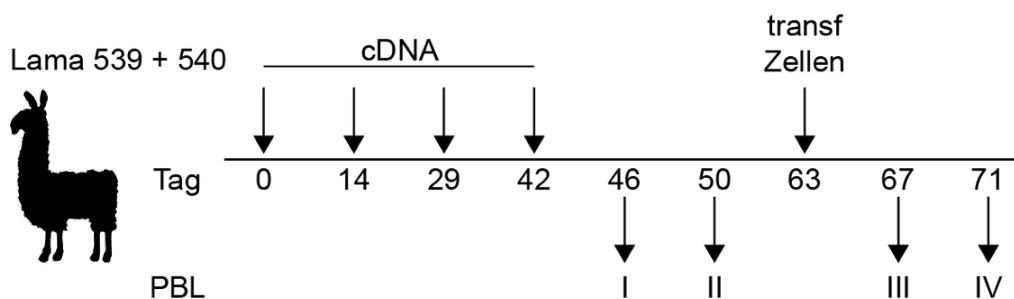 Lama 539 + 540
cDNA
transf
Zellen
Tag 0 14 29 42 46 50 63 67 71
PBL I II III IV